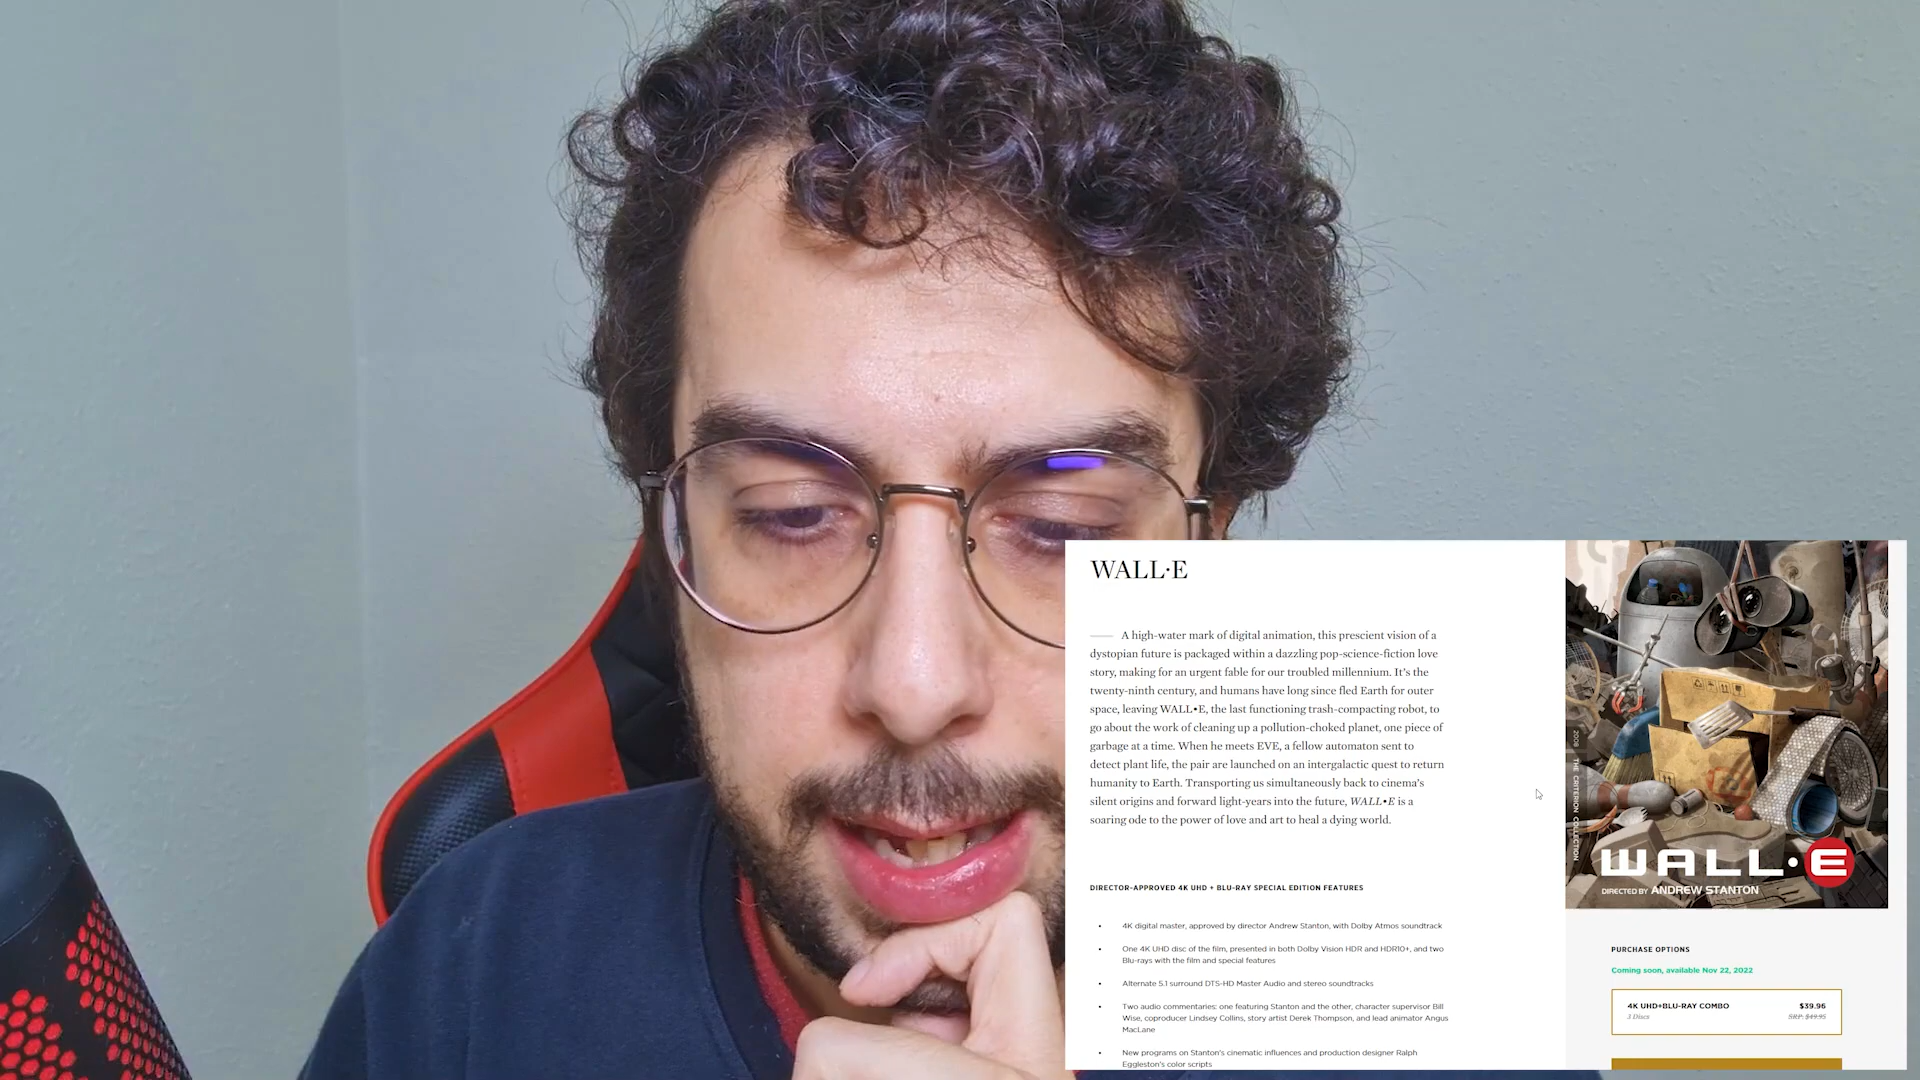 WALL·E
A high-water mark of digital animation, this prescient vision of a
dystopian future is packaged within a dazzling pop-science-fiction love
story, making for an urgent fable for our troubled millennium. It's the
twenty-ninth century, and humans have long since fled Earth for outer
space, leaving WALL•E, the last functioning trash-compacting robot, to
go about the work of cleaning up a pollution-choked planet, one piece of
garbage at a time. When he meets EVE, a fellow automaton sent to
detect plant life, the pair are launched on an intergalactic quest to return
humanity to Earth. Transporting us simultaneously back to cinema's
silent origins and forward light-years into the future, WALL•E is a
soaring ode to the power of love and art to heal a dying world.
DIRECTOR-APPROVED 4K UHD + BLU-RAY SPECIAL EDITION FEATURES
• 4K digital master, approved by director Andrew Stanton, with Dolby Atmos soundtrack
• One 4K UHD disc of the film, presented in both Dolby Vision HDR and HDR10+, and two
Blu-rays with the film and special features
• Alternate 5.1 surround DTS-HD Master Audio and stereo soundtracks
• Two audio commentaries: one featuring Stanton and the other, character supervisor Bill
Wise, coproducer Lindsey Collins, story artist Derek Thompson, and lead animator Angus
MacLane
• New programs on Stanton's cinematic influences and production designer Ralph
Eggleston's color scripts
2008 THE CRITERION COLLECTION
WALL·E
DIRECTED BY ANDREW STANTON
PURCHASE OPTIONS
Coming soon, available Nov 22, 2022
4K UHD+BLU-RAY COMBO $39.96
3 Discs SRP: $49.95